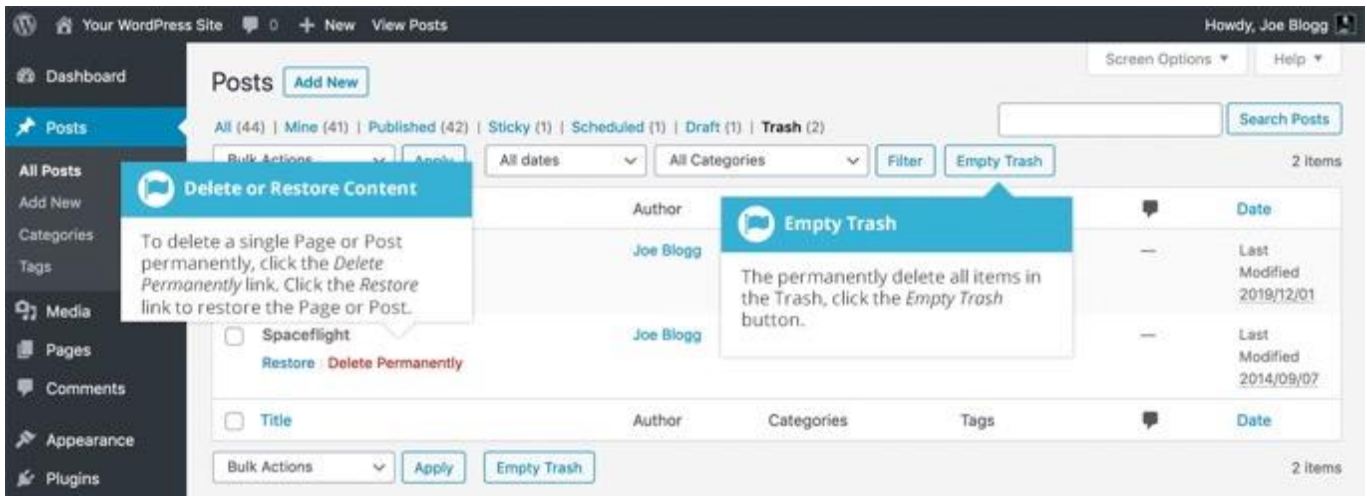 Your WordPress Site 0 + New View Posts Howdy, Joe Blogg
Dashboard
Posts
All Posts
Add New
Categories
Tags
Media
Pages
Comments
Appearance
Plugins
Screen Options ▼ Help ▼
Posts Add New
All (44) | Mine (41) | Published (42) | Sticky (1) | Scheduled (1) | Draft (1) | Trash (2)
Search Posts
Bulk Actions Apply All dates All Categories Filter Empty Trash 2 items
Delete or Restore Content
To delete a single Page or Post
permanently, click the Delete
Permanently link. Click the Restore
link to restore the Page or Post.
Author Date
Joe Blogg — Last
Modified
2019/12/01
Empty Trash
The permanently delete all items in
the Trash, click the Empty Trash
button.
Spaceflight Joe Blogg — Last
Restore | Delete Permanently Modified
2014/09/07
Title Author Categories Tags Date
Bulk Actions Apply Empty Trash 2 items